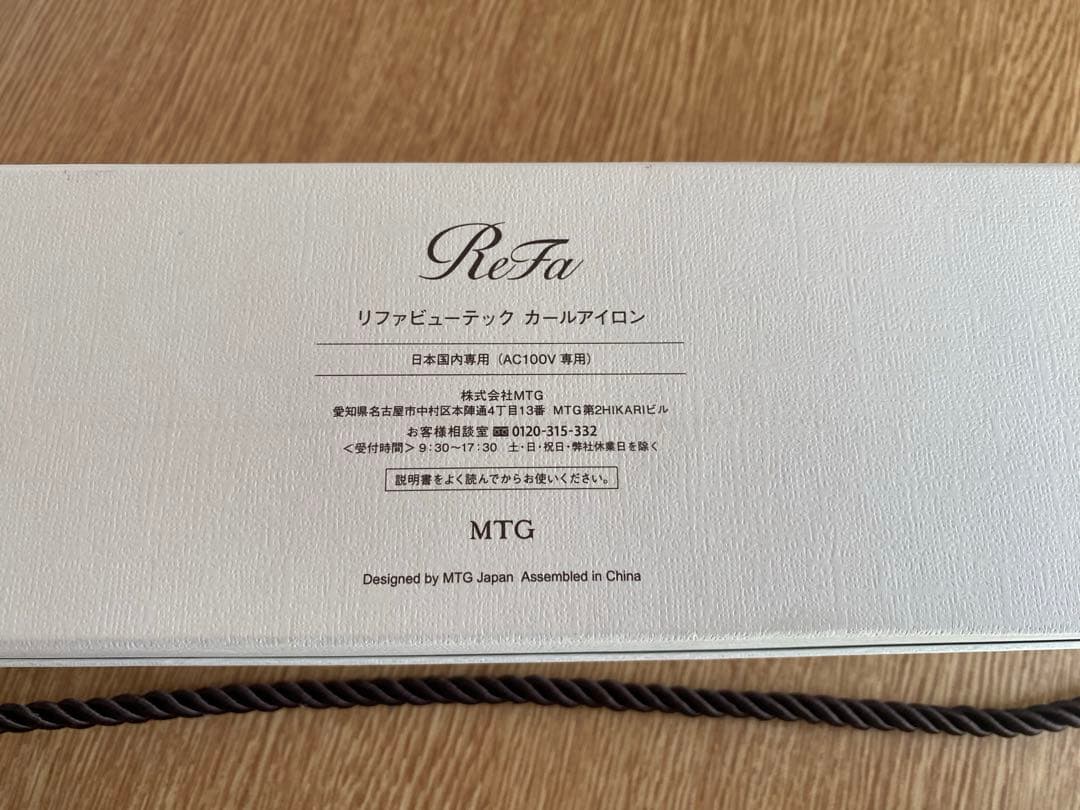 ReFa
リファビューテック カールアイロン
日本国内専用（AC100V 専用）
株式会社MTG
愛知県名古屋市中村区本陣通4丁目13番 MTG第2HIKARIビル
お客様相談室 0120-315-332
＜受付時間＞9:30～17:30 土・日・祝日・弊社休業日を除く
説明書をよく読んでからお使いください。
MTG
Designed by MTG Japan Assembled in China